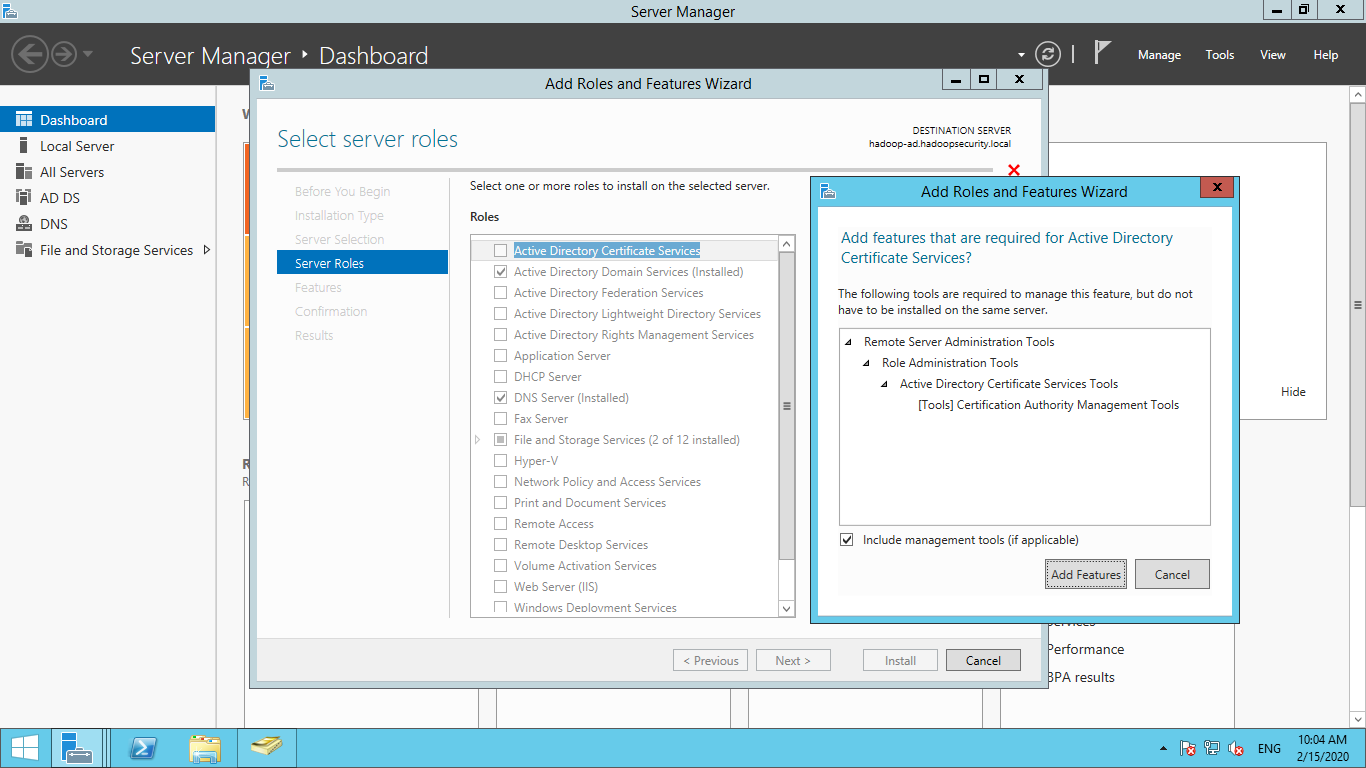 Server Manager
Server Manager ‣ Dashboard
Manage
Tools
View
Help
Dashboard
Local Server
All Servers
AD DS
DNS
File and Storage Services
Hide
Performance
BPA results
Add Roles and Features Wizard
Select server roles
DESTINATION SERVER
hadoop-ad.hadoopsecurity.local
Before You Begin
Installation Type
Server Selection
Server Roles
Features
Confirmation
Results
Select one or more roles to install on the selected server.
Roles
Active Directory Certificate Services
Active Directory Domain Services (Installed)
Active Directory Federation Services
Active Directory Lightweight Directory Services
Active Directory Rights Management Services
Application Server
DHCP Server
DNS Server (Installed)
Fax Server
File and Storage Services (2 of 12 installed)
Hyper-V
Network Policy and Access Services
Print and Document Services
Remote Access
Remote Desktop Services
Volume Activation Services
Web Server (IIS)
Windows Deployment Services
< Previous
Next >
Install
Cancel
Add Roles and Features Wizard
Add features that are required for Active Directory
Certificate Services?
The following tools are required to manage this feature, but do not
have to be installed on the same server.
Remote Server Administration Tools
Role Administration Tools
Active Directory Certificate Services Tools
[Tools] Certification Authority Management Tools
Include management tools (if applicable)
Add Features
Cancel
ENG
10:04 AM
2/15/2020